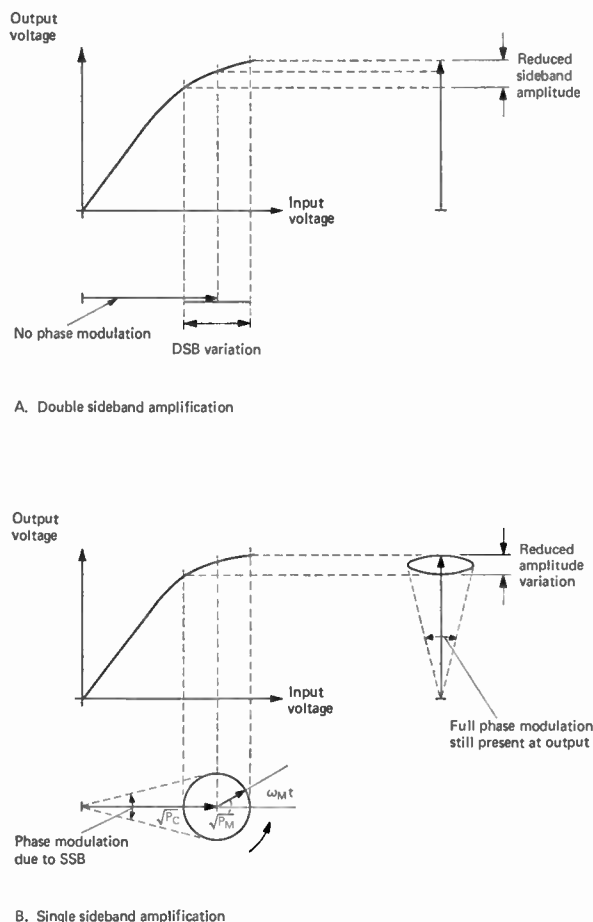 Output
voltage
Reduced
sideband
amplitude
Input
voltage
No phase modulation
DSB variation
A. Double sideband amplification
Output
voltage
Reduced
amplitude
variation
Input
voltage
Full phase modulation
still present at output
ωMt
√PC
√PM
Phase modulation
due to SSB
B. Single sideband amplification